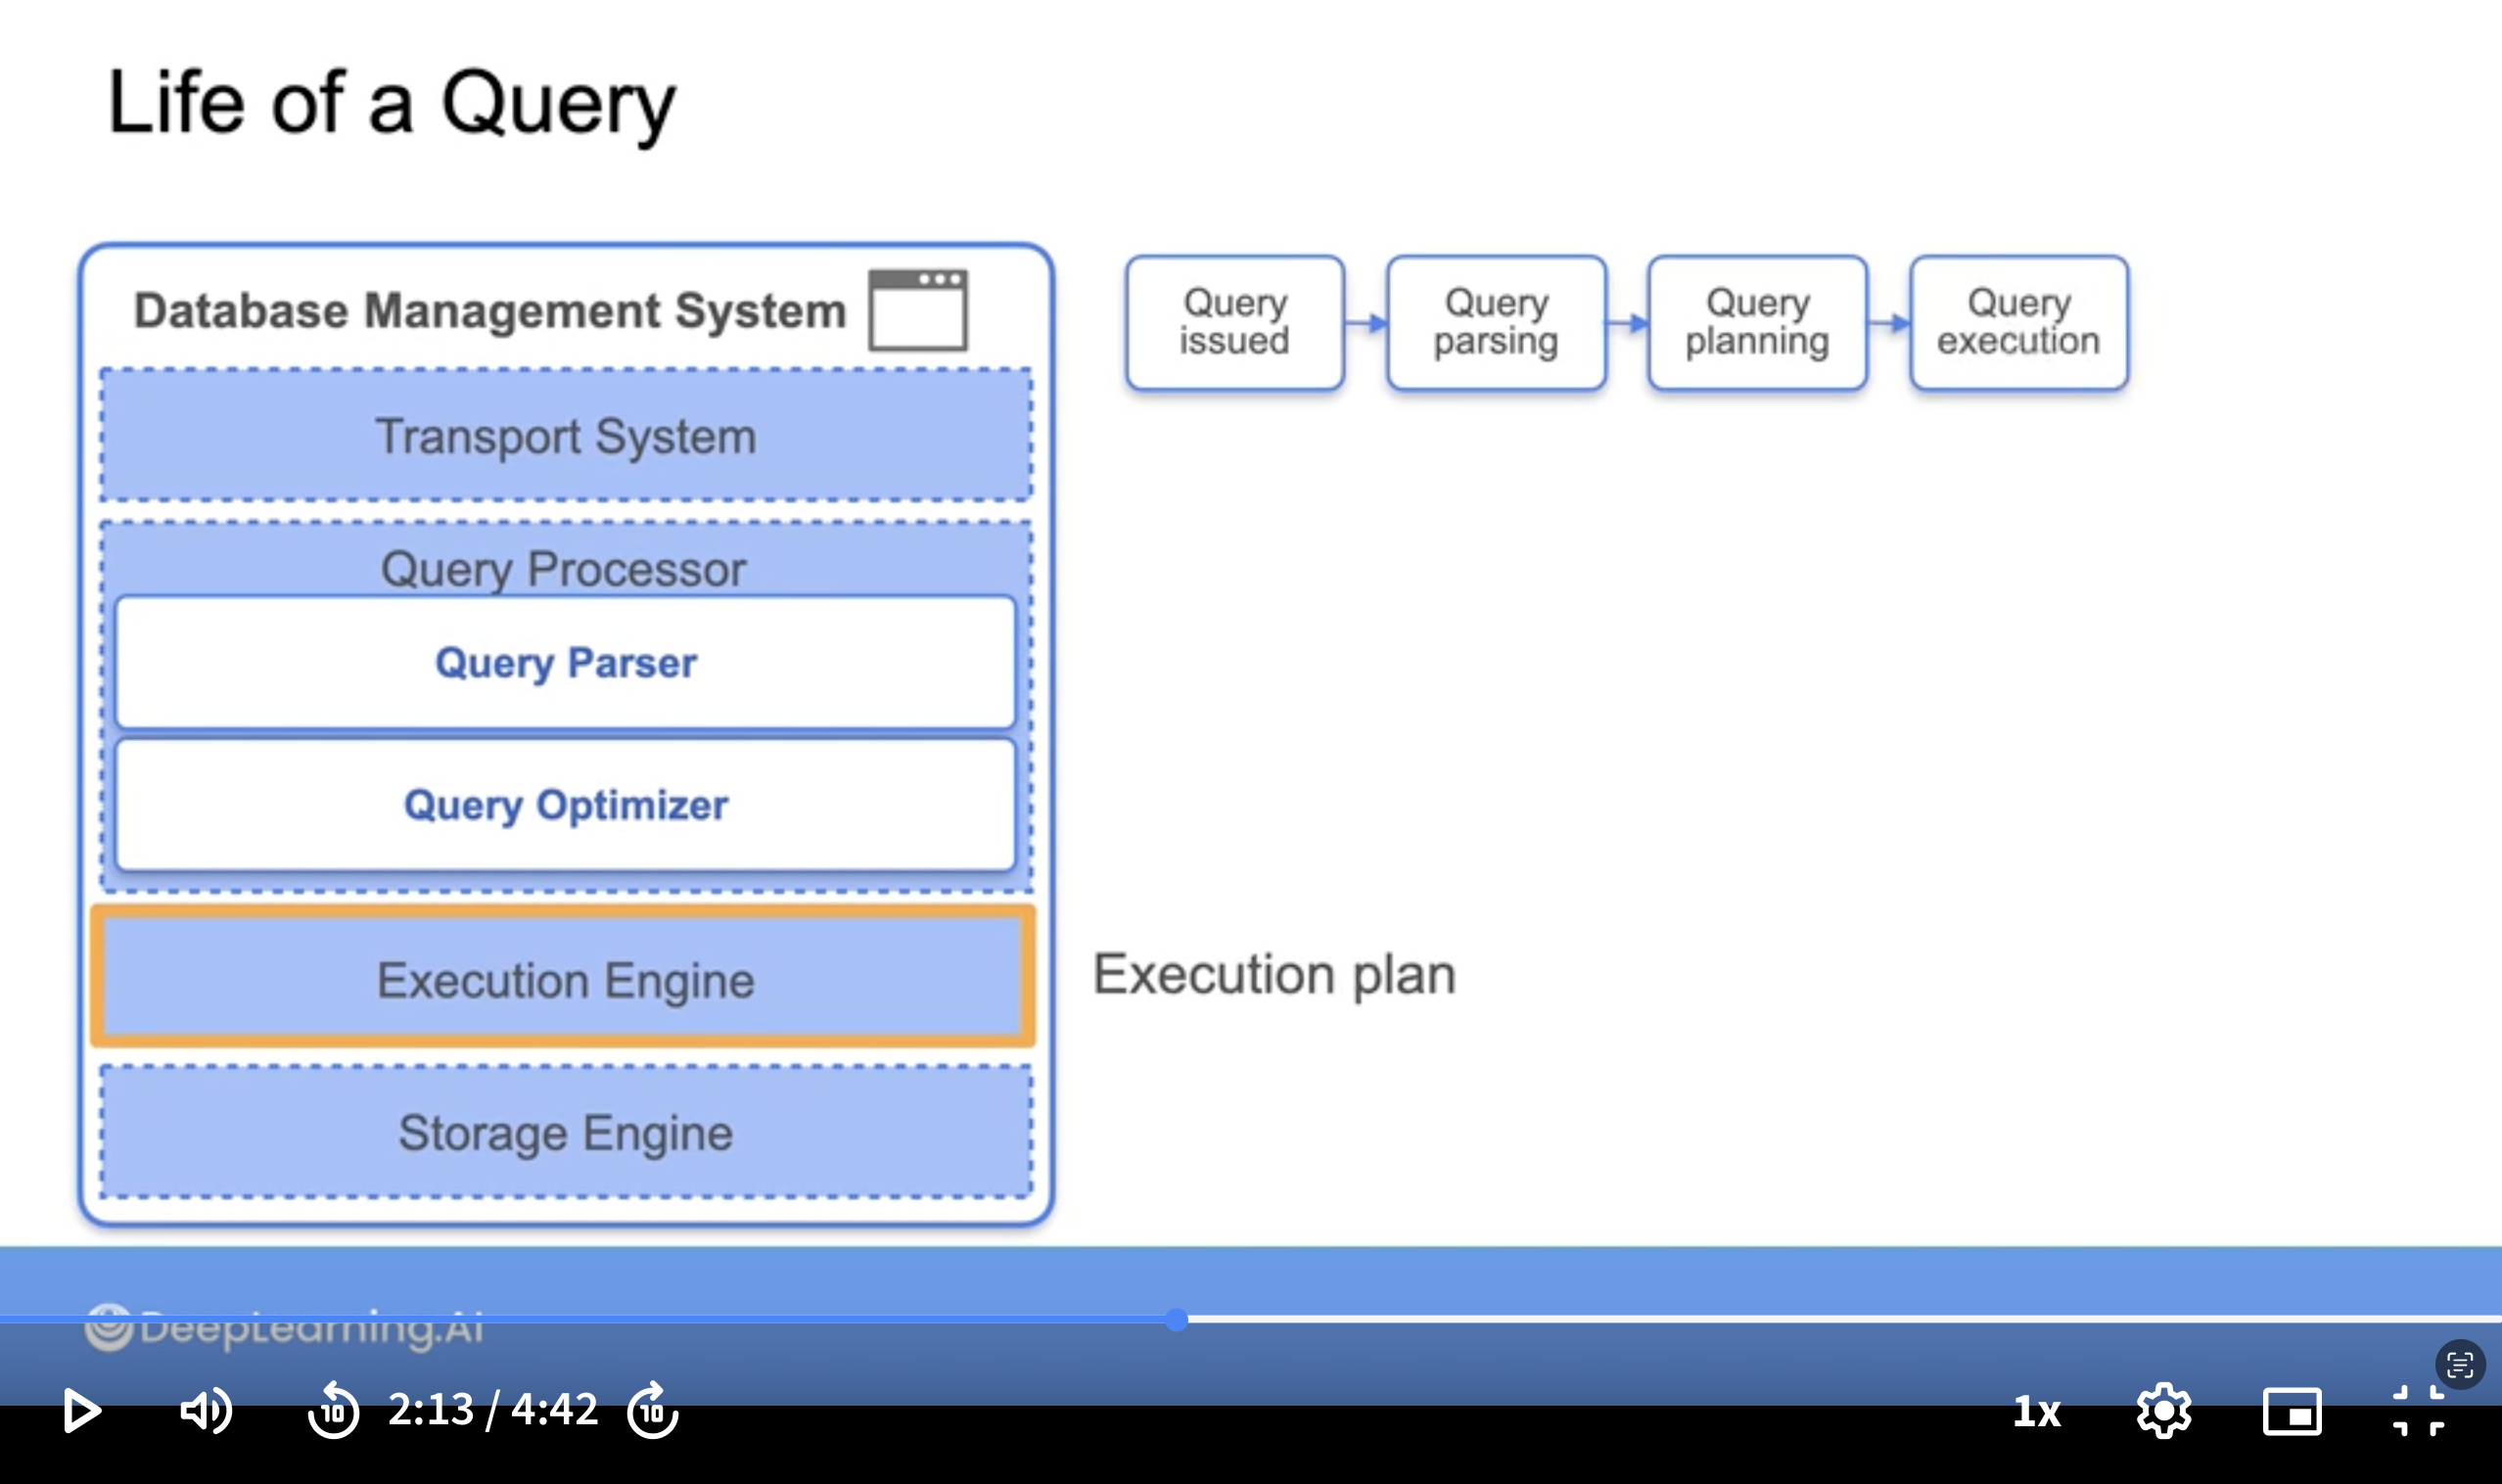 Life of a Query
Database Management System
Transport System
Query Processor
Query Parser
Query Optimizer
Execution Engine
Storage Engine
Query
issued
Query
parsing
Query
planning
Query
execution
Execution plan
DeepLearning.AI
10
2:13 / 4:42
10
1x